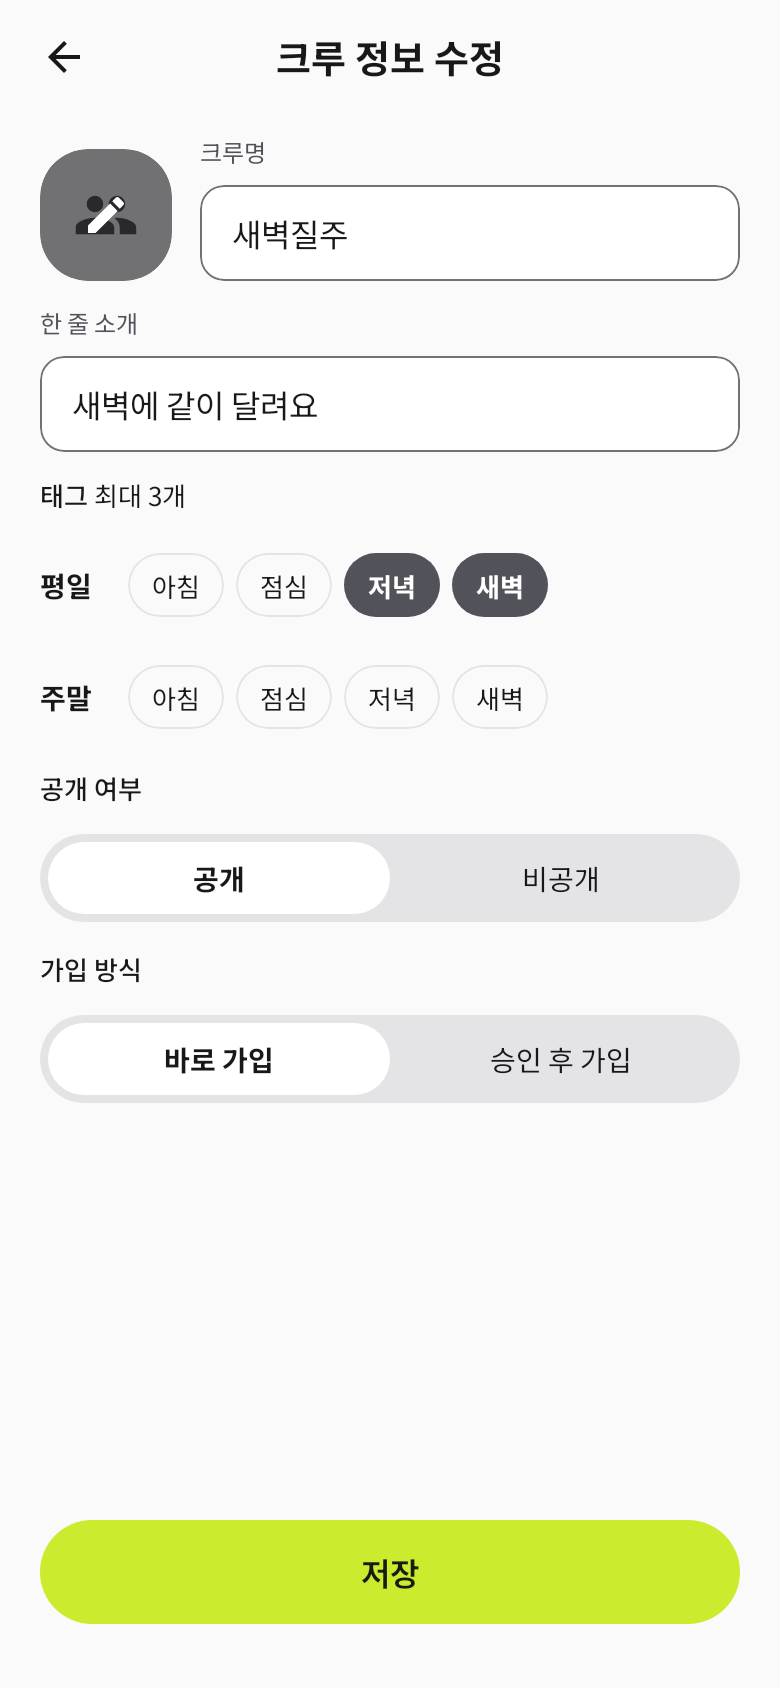 크루 정보 수정
크루명
새벽질주
한 줄 소개
새벽에 같이 달려요
태그 최대 3개
평일 아침 점심 저녁 새벽
주말 아침 점심 저녁 새벽
공개 여부
공개 비공개
가입 방식
바로 가입 승인 후 가입
저장